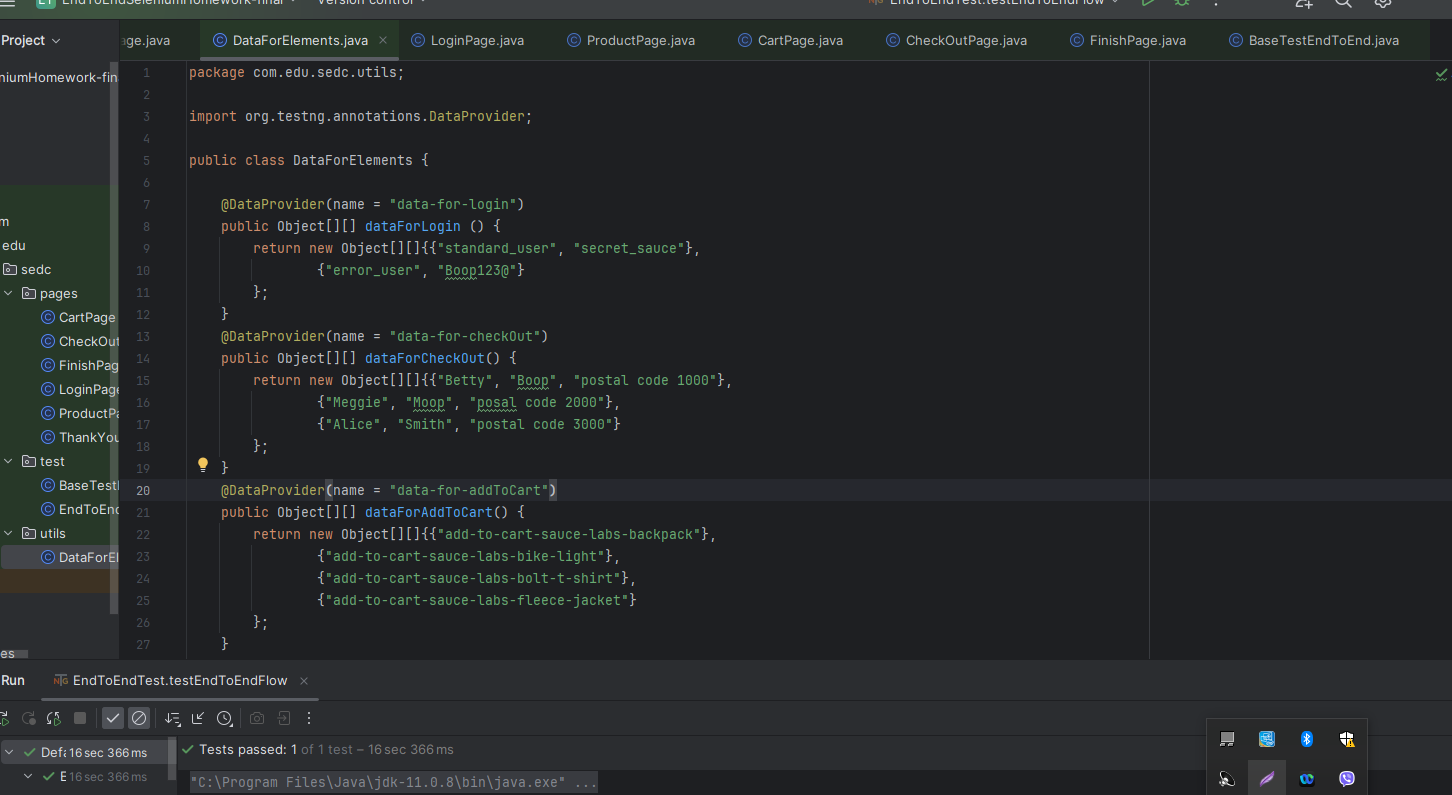 EndToEndSeleniumHomework-final
Version control
EndToEndTest.testEndToEndFlow
Project
age.java
DataForElements.java
LoginPage.java
ProductPage.java
CartPage.java
CheckOutPage.java
FinishPage.java
BaseTestEndToEnd.java
niumHomework-fin
m
edu
sedc
pages
CartPage
CheckOut
FinishPag
LoginPage
ProductPa
ThankYou
test
BaseTestI
EndToEnd
utils
DataForEl
es
1 package com.edu.sedc.utils;
2
3 import org.testng.annotations.DataProvider;
4
5 public class DataForElements {
6
7 @DataProvider(name = "data-for-login")
8 public Object[][] dataForLogin () {
9 return new Object[][]{{"standard_user", "secret_sauce"},
10 {"error_user", "Boop123@"}
11 };
12 }
13 @DataProvider(name = "data-for-checkOut")
14 public Object[][] dataForCheckOut() {
15 return new Object[][]{{"Betty", "Boop", "postal code 1000"},
16 {"Meggie", "Moop", "posal code 2000"},
17 {"Alice", "Smith", "postal code 3000"}
18 };
19 }
20 @DataProvider(name = "data-for-addToCart")
21 public Object[][] dataForAddToCart() {
22 return new Object[][]{{"add-to-cart-sauce-labs-backpack"},
23 {"add-to-cart-sauce-labs-bike-light"},
24 {"add-to-cart-sauce-labs-bolt-t-shirt"},
25 {"add-to-cart-sauce-labs-fleece-jacket"}
26 };
27 }
Run
EndToEndTest.testEndToEndFlow
Defa 16 sec 366 ms
E 16 sec 366 ms
Tests passed: 1 of 1 test – 16 sec 366 ms
"C:\Program Files\Java\jdk-11.0.8\bin\java.exe" ...